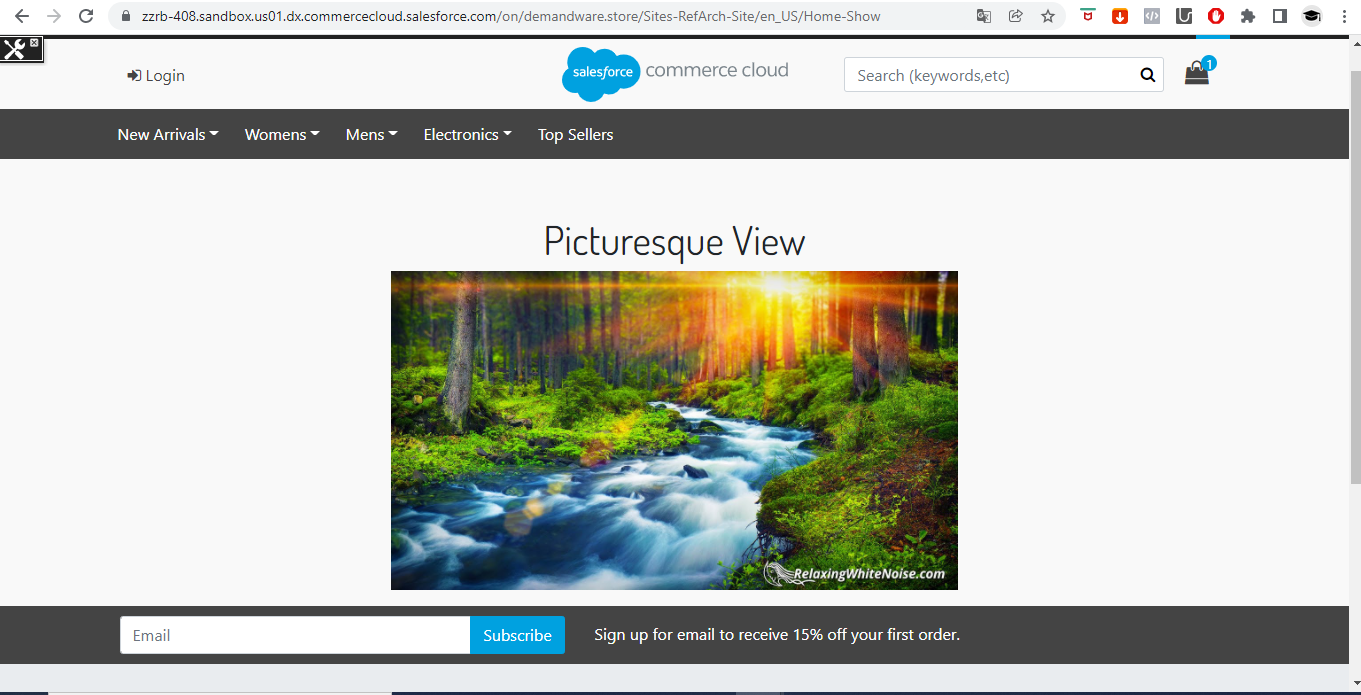 zzrb-408.sandbox.us01.dx.commercecloud.salesforce.com/on/demandware.store/Sites-RefArch-Site/en_US/Home-Show
Login
salesforce commerce cloud
Search (keywords,etc)
1
New Arrivals Womens Mens Electronics Top Sellers
Picturesque View
RelaxingWhiteNoise.com
Email Subscribe Sign up for email to receive 15% off your first order.